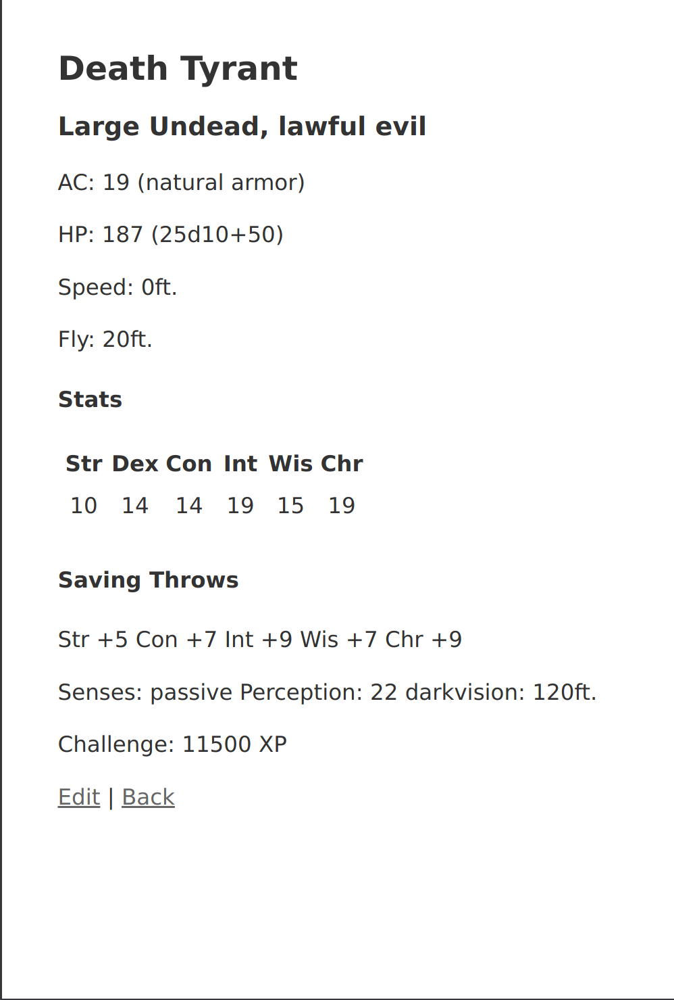 Death Tyrant
Large Undead, lawful evil
AC: 19 (natural armor)
HP: 187 (25d10+50)
Speed: 0ft.
Fly: 20ft.
Stats
Str Dex Con Int Wis Chr
10 14 14 19 15 19
Saving Throws
Str +5 Con +7 Int +9 Wis +7 Chr +9
Senses: passive Perception: 22 darkvision: 120ft.
Challenge: 11500 XP
Edit | Back